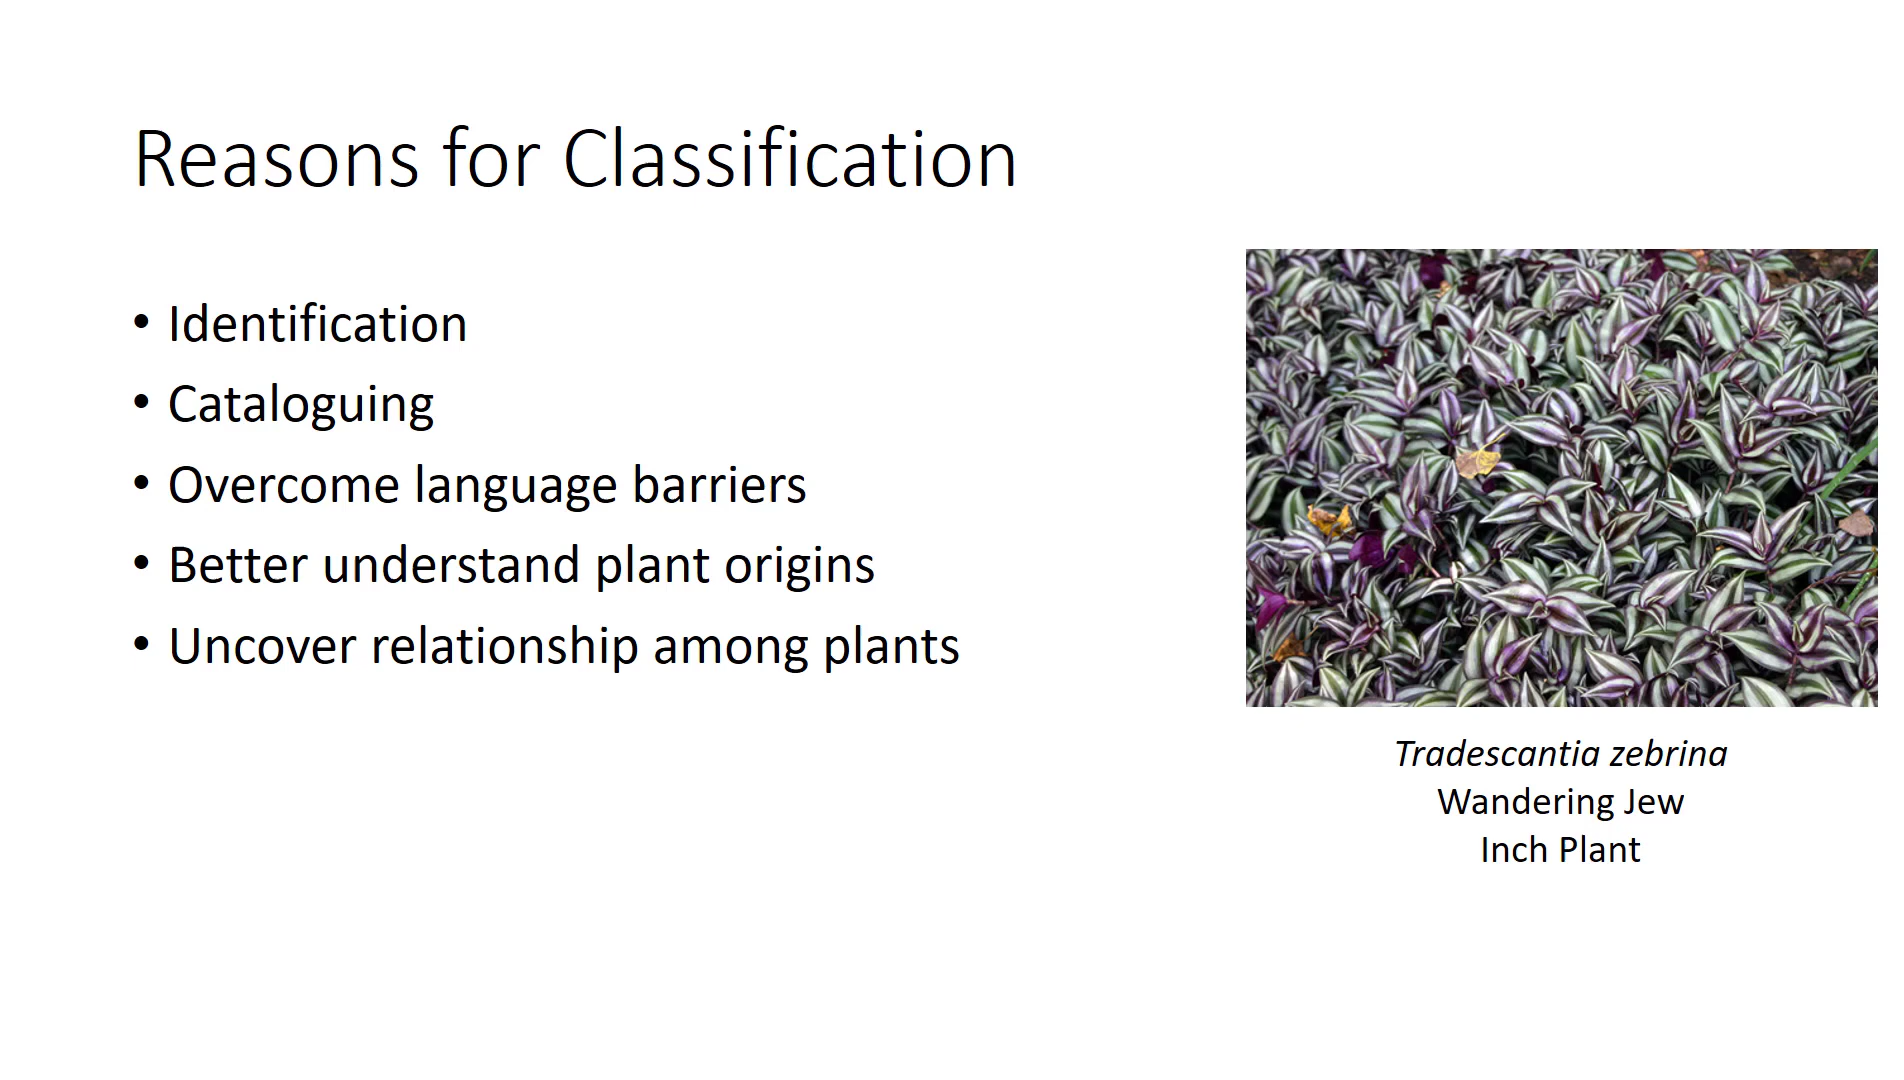 Reasons for Classification
• Identification
• Cataloguing
• Overcome language barriers
• Better understand plant origins
• Uncover relationship among plants
Tradescantia zebrina
Wandering Jew
Inch Plant